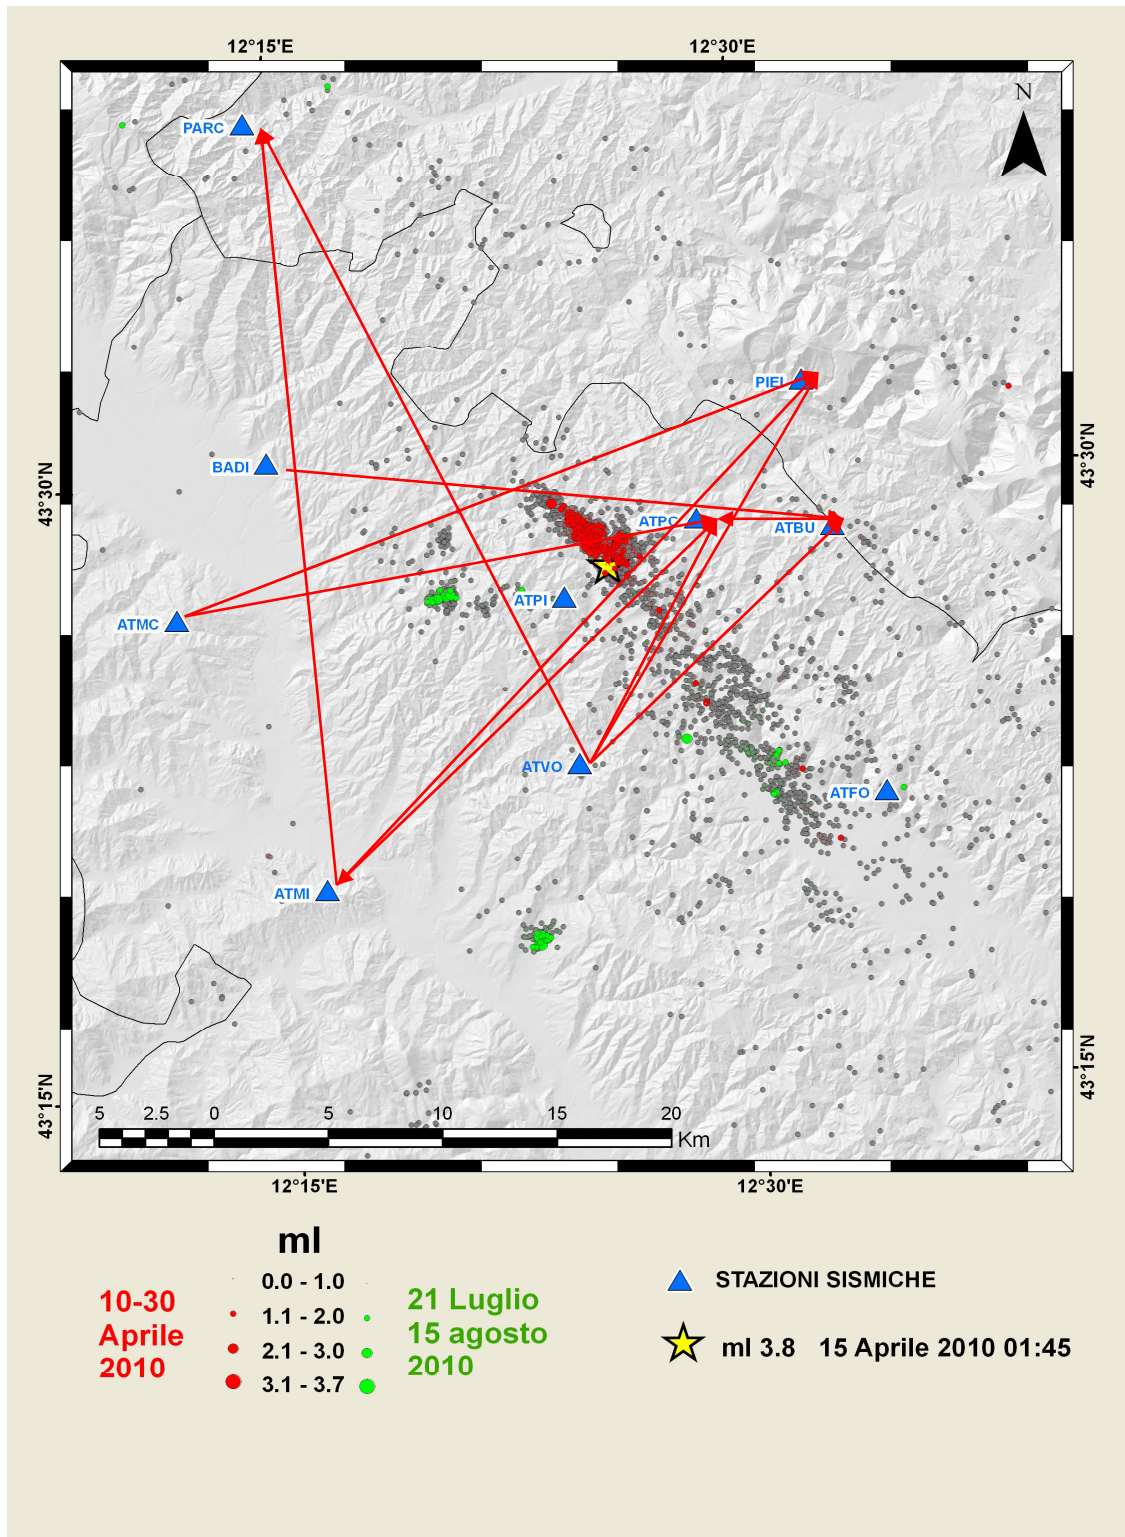 12°15'E 12°30'E
N
PARC
PIEI
BADI
43°30'N
43°30'N
ATPC
ATBU
ATPI
ATMC
ATVO
ATFO
ATMI
43°15'N
43°15'N
5 2.5 0 5 10 15 20
Km
12°15'E 12°30'E
ml
0.0 - 1.0
1.1 - 2.0
2.1 - 3.0
3.1 - 3.7
10-30
Aprile
2010
21 Luglio
15 agosto
2010
STAZIONI SISMICHE
ml 3.8 15 Aprile 2010 01:45